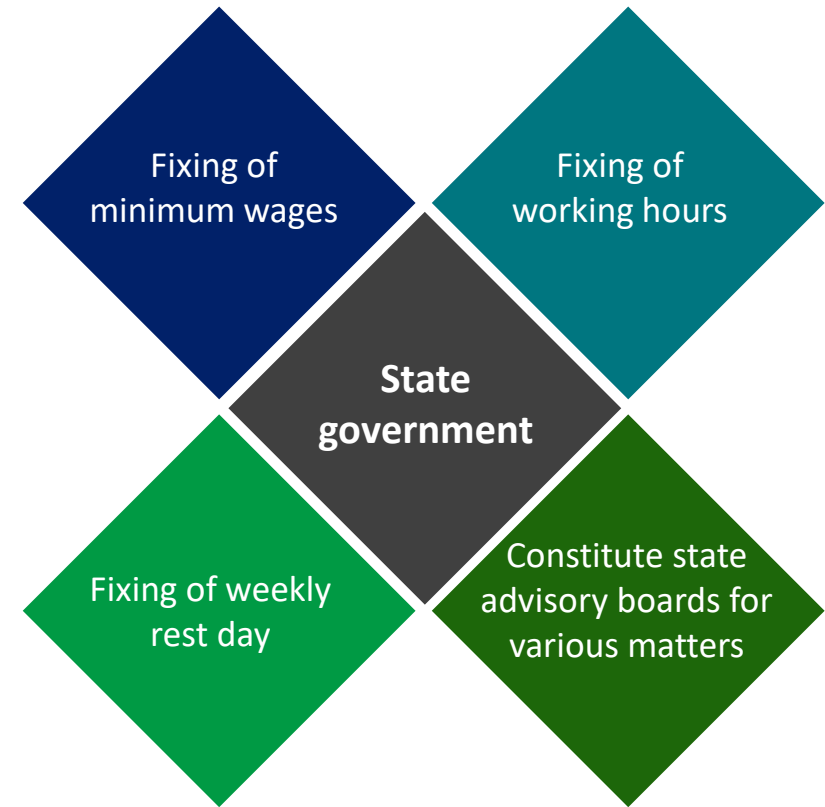 Fixing of
minimum wages
Fixing of
working hours
State
government
Fixing of weekly
rest day
Constitute state
advisory boards for
various matters